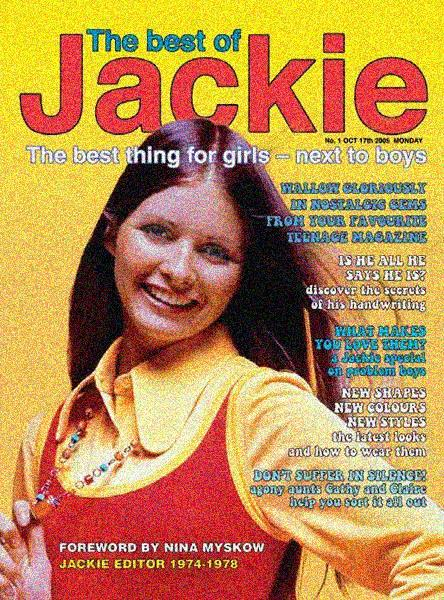 The best of
Jackie
No. 1 OCT 17th 2005 MONDAY
The best thing for girls – next to boys
WALLOW GLORIOUSLY
IN NOSTALGIC GEMS
FROM YOUR FAVOURITE
TEENAGE MAGAZINE
IS HE ALL HE
SAYS HE IS?
discover the secrets
of his handwriting
WHAT MAKES
YOU LOVE THEM?
a Jackie special
on problem boys
NEW SHAPES
NEW COLOURS
NEW STYLES
the latest looks
and how to wear them
DON'T SUFFER IN SILENCE!
agony aunts Cathy and Claire
help you sort it all out
FOREWORD BY NINA MYSKOW
JACKIE EDITOR 1974-1978